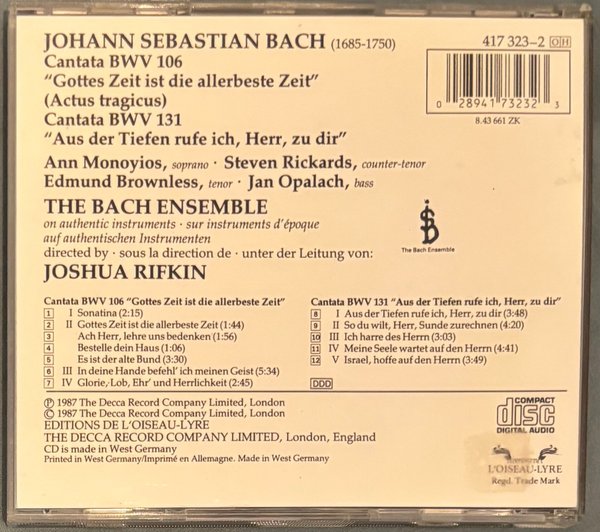 JOHANN SEBASTIAN BACH (1685-1750)
417 323-2 OH
Cantata BWV 106
"Gottes Zeit ist die allerbeste Zeit"
(Actus tragicus)
Cantata BWV 131
"Aus der Tiefen rufe ich, Herr, zu dir"
0 28941 73232 3
8.43 661 ZK
Ann Monoyios, soprano · Steven Rickards, counter-tenor
Edmund Brownless, tenor · Jan Opalach, bass
THE BACH ENSEMBLE
on authentic instruments · sur instruments d'époque
auf authentischen Instrumenten
directed by · sous la direction de · unter der Leitung von:
JOSHUA RIFKIN
The Bach Ensemble
Cantata BWV 106 "Gottes Zeit ist die allerbeste Zeit"
1 I Sonatina (2:15)
2 II Gottes Zeit ist die allerbeste Zeit (1:44)
3 Ach Herr, lehre uns bedenken (1:56)
4 Bestelle dein Haus (1:06)
5 Es ist der alte Bund (3:30)
6 III In deine Hande befehl' ich meinen Geist (5:34)
7 IV Glorie, Lob, Ehr' und Herrlichkeit (2:45)
Cantata BWV 131 "Aus der Tiefen rufe ich, Herr, zu dir"
8 I Aus der Tiefen rufe ich, Herr, zu dir (3:48)
9 II So du wilt, Herr, Sunde zurechnen (4:20)
10 III Ich harre des Herrn (3:03)
11 IV Meine Seele wartet auf den Herrn (4:41)
12 V Israel, hoffe auf den Herrn (3:49)
DDD
℗ 1987 The Decca Record Company Limited, London
© 1987 The Decca Record Company Limited, London
EDITIONS DE L'OISEAU-LYRE
THE DECCA RECORD COMPANY LIMITED, London, England
CD is made in West Germany
Printed in West Germany/Imprimé en Allemagne. Made in West Germany
COMPACT
disc
DIGITAL AUDIO
L'OISEAU-LYRE
Regd. Trade Mark